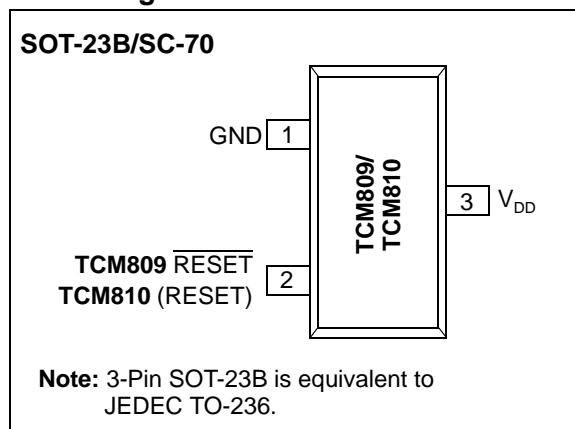 SOT-23B/SC-70
GND 1
TCM809/
TCM810
3 V_DD
TCM809 RESET
2
TCM810 (RESET)
Note: 3-Pin SOT-23B is equivalent to
JEDEC TO-236.